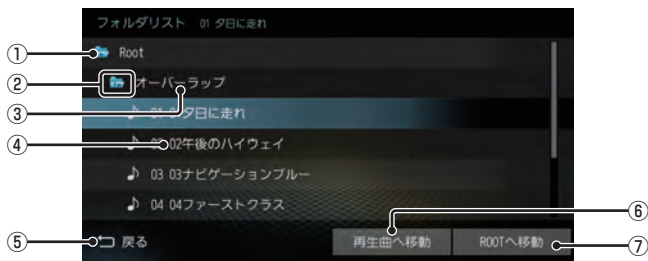 フォルダリスト 01 夕日に走れ
① Root
② オーバーラップ
③ 01 01夕日に走れ
④ 02 02午後のハイウェイ
03 03ナビゲーションブルー
04 04ファーストクラス
⑥
⑤ 戻る 再生曲へ移動 ROOTへ移動 ⑦